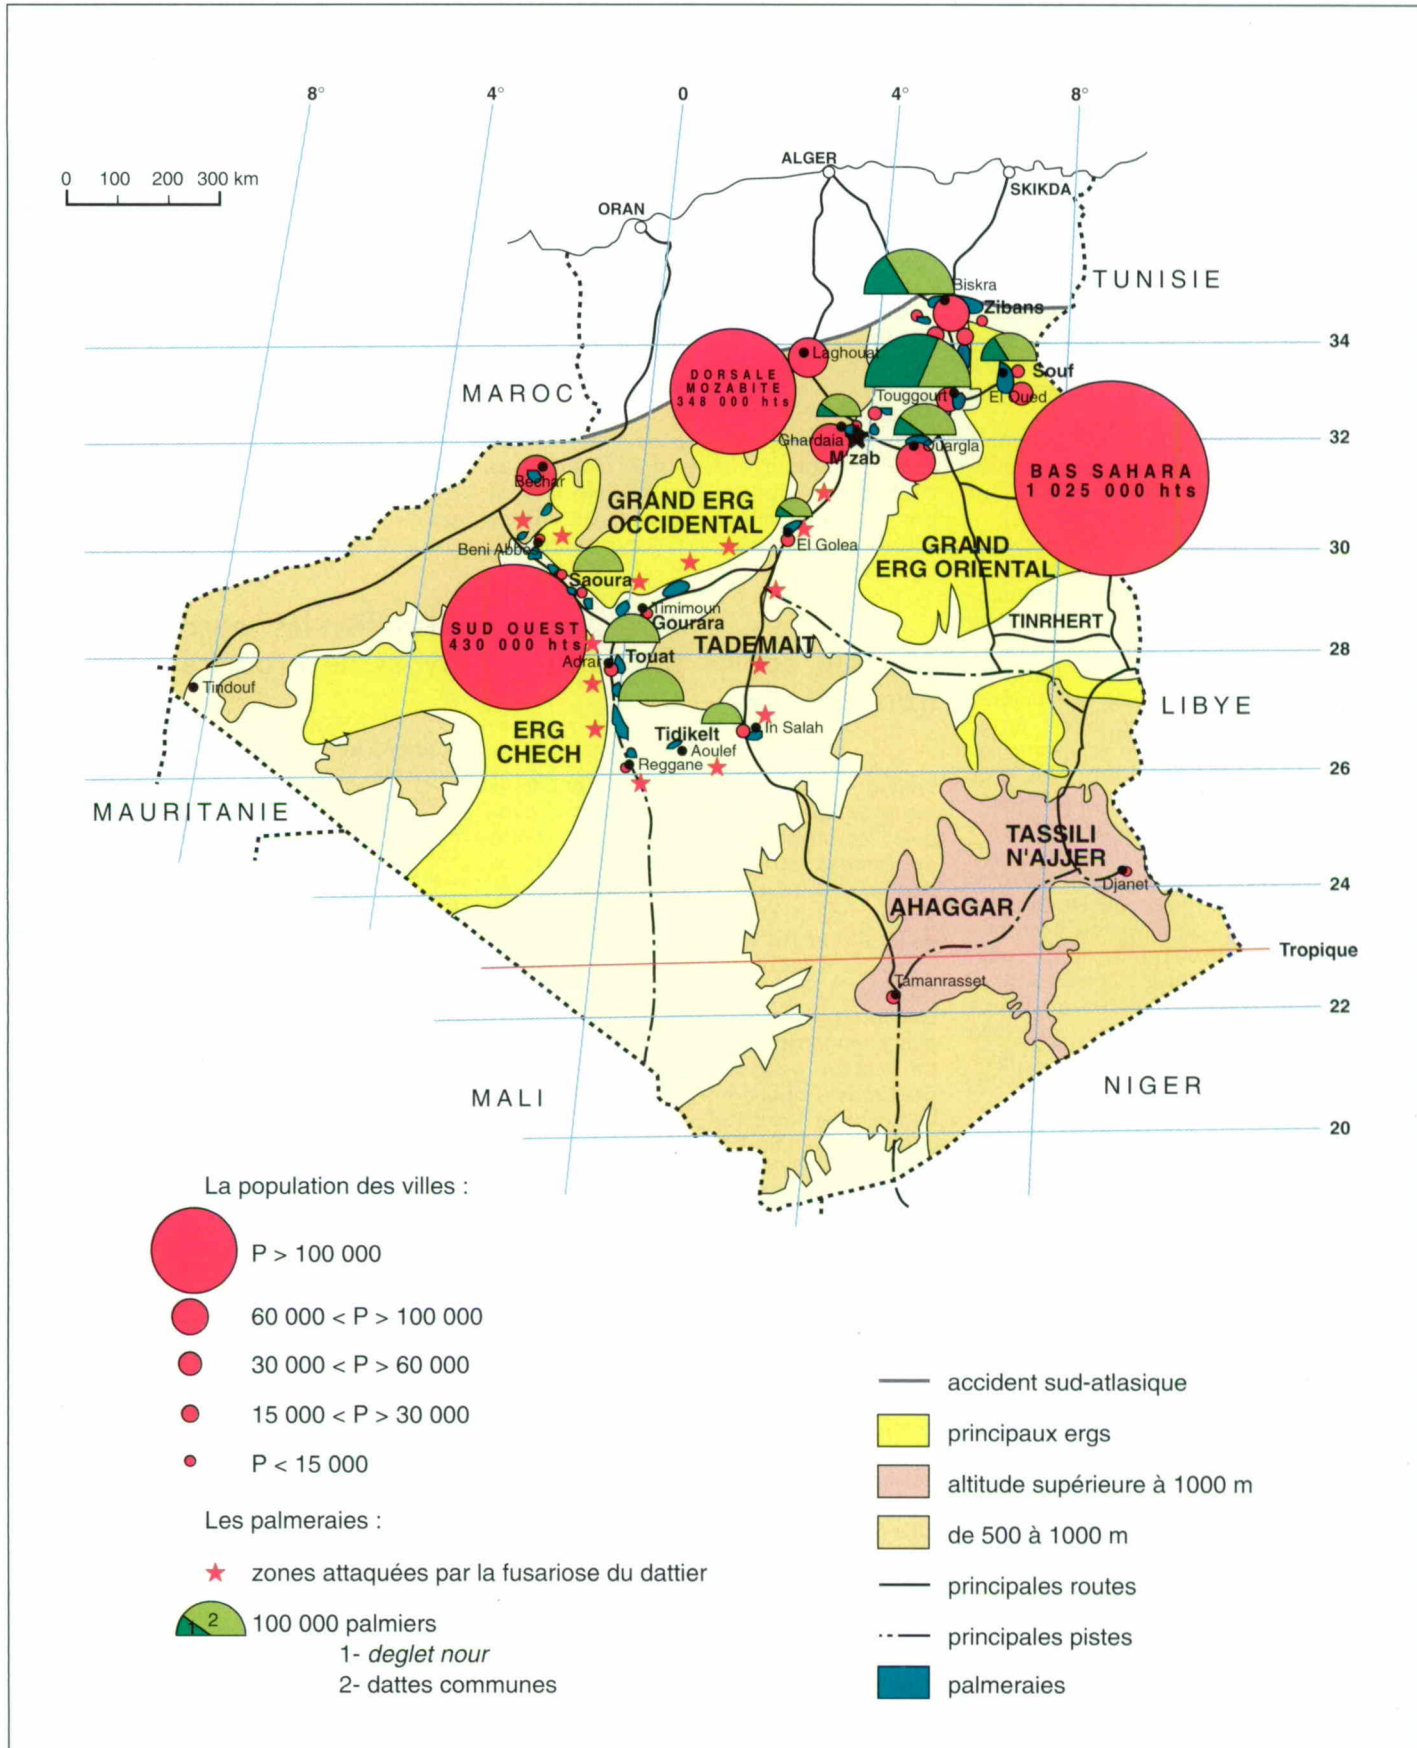 8°
4°
0
4°
8°
0 100 200 300 km
ALGER
SKIKDA
ORAN
TUNISIE
Biskra
Zibans
34
Laghouat
DORSALE
MOZABITE
348 000 hts
MAROC
Souf
Touggourt
El Oued
32
Ghardaia
M'zab
Ouargla
BAS SAHARA
1 025 000 hts
Bechar
GRAND ERG
OCCIDENTAL
Beni Abbes
El Golea
GRAND
ERG ORIENTAL
30
Saoura
Timimoun
Gourara
TINRHERT
SUD OUEST
430 000 hts
TADEMAIT
28
Adrar
Touat
Tindouf
LIBYE
ERG
CHECH
Tidikelt
In Salah
Aoulef
Reggane
26
MAURITANIE
TASSILI
N'AJJER
Djanet
24
AHAGGAR
Tropique
Tamanrasset
22
MALI
NIGER
20
La population des villes :
P > 100 000
60 000 < P > 100 000
30 000 < P > 60 000
15 000 < P > 30 000
P < 15 000
Les palmeraies :
zones attaquées par la fusariose du dattier
1 2 100 000 palmiers
1- deglet nour
2- dattes communes
accident sud-atlasique
principaux ergs
altitude supérieure à 1000 m
de 500 à 1000 m
principales routes
principales pistes
palmeraies